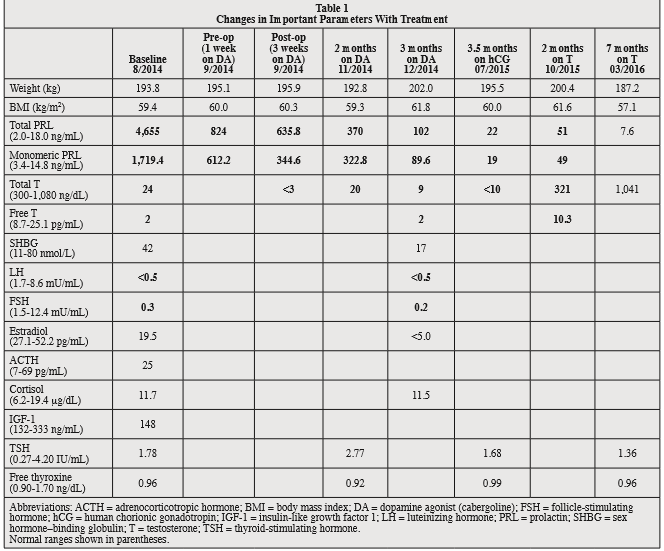 Table 1
Changes in Important Parameters With Treatment
Baseline 8/2014 | Pre-op (1 week on DA) 9/2014 | Post-op (3 weeks on DA) 9/2014 | 2 months on DA 11/2014 | 3 months on DA 12/2014 | 3.5 months on hCG 07/2015 | 2 months on T 10/2015 | 7 months on T 03/2016
Weight (kg) | 193.8 | 195.1 | 195.9 | 192.8 | 202.0 | 195.5 | 200.4 | 187.2
BMI (kg/m²) | 59.4 | 60.0 | 60.3 | 59.3 | 61.8 | 60.0 | 61.6 | 57.1
Total PRL (2.0-18.0 ng/mL) | 4,655 | 824 | 635.8 | 370 | 102 | 22 | 51 | 7.6
Monomeric PRL (3.4-14.8 ng/mL) | 1,719.4 | 612.2 | 344.6 | 322.8 | 89.6 | 19 | 49
Total T (300-1,080 ng/dL) | 24 | | <3 | 20 | 9 | <10 | 321 | 1,041
Free T (8.7-25.1 pg/mL) | 2 | | | | 2 | | 10.3
SHBG (11-80 nmol/L) | 42 | | | | 17
LH (1.7-8.6 mU/mL) | <0.5 | | | | <0.5
FSH (1.5-12.4 mU/mL) | 0.3 | | | | 0.2
Estradiol (27.1-52.2 pg/mL) | 19.5 | | | | <5.0
ACTH (7-69 pg/mL) | 25
Cortisol (6.2-19.4 µg/dL) | 11.7 | | | | 11.5
IGF-1 (132-333 ng/mL) | 148
TSH (0.27-4.20 IU/mL) | 1.78 | | | 2.77 | | 1.68 | | 1.36
Free thyroxine (0.90-1.70 ng/dL) | 0.96 | | | 0.92 | | 0.99 | | 0.96
Abbreviations: ACTH = adrenocorticotropic hormone; BMI = body mass index; DA = dopamine agonist (cabergoline); FSH = follicle-stimulating
hormone; hCG = human chorionic gonadotropin; IGF-1 = insulin-like growth factor 1; LH = luteinizing hormone; PRL = prolactin; SHBG = sex
hormone–binding globulin; T = testosterone; TSH = thyroid-stimulating hormone.
Normal ranges shown in parentheses.